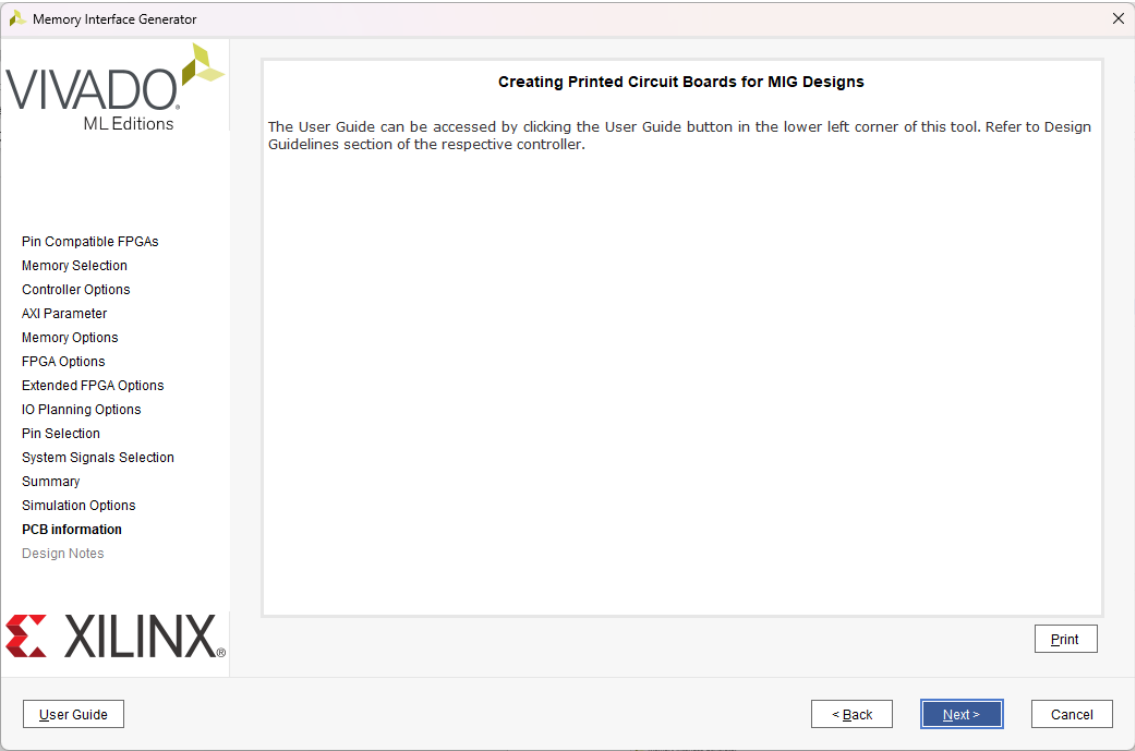 Memory Interface Generator
VIVADO.
ML Editions
Pin Compatible FPGAs
Memory Selection
Controller Options
AXI Parameter
Memory Options
FPGA Options
Extended FPGA Options
IO Planning Options
Pin Selection
System Signals Selection
Summary
Simulation Options
PCB information
Design Notes
XILINX®
Creating Printed Circuit Boards for MIG Designs
The User Guide can be accessed by clicking the User Guide button in the lower left corner of this tool. Refer to Design
Guidelines section of the respective controller.
Print
User Guide
< Back
Next >
Cancel